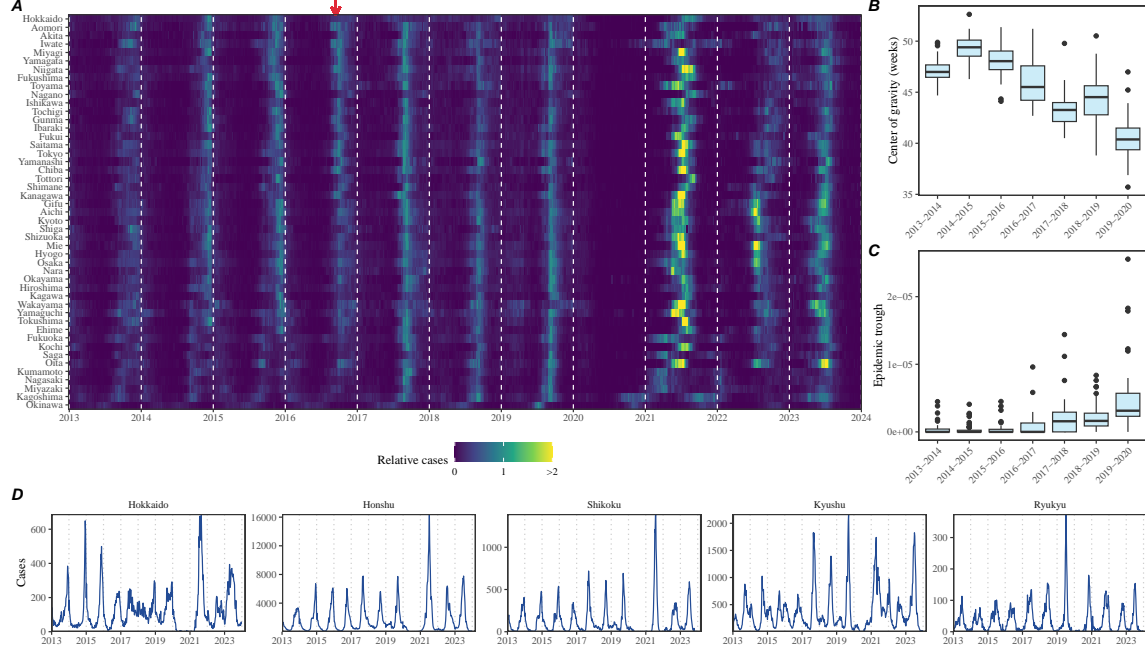 A
Hokkaido
Aomori
Akita
Iwate
Miyagi
Yamagata
Niigata
Fukushima
Toyama
Nagano
Ishikawa
Tochigi
Gunma
Ibaraki
Fukui
Saitama
Tokyo
Yamanashi
Chiba
Tottori
Shimane
Kanagawa
Gifu
Aichi
Kyoto
Shiga
Shizuoka
Mie
Hyogo
Osaka
Nara
Okayama
Hiroshima
Kagawa
Wakayama
Yamaguchi
Tokushima
Ehime
Fukuoka
Kochi
Saga
Oita
Kumamoto
Nagasaki
Miyazaki
Kagoshima
Okinawa
2013 2014 2015 2016 2017 2018 2019 2020 2021 2022 2023 2024
Relative cases
0 1 >2
B
Center of gravity (weeks)
50
45
40
35
2013−2014 2014−2015 2015−2016 2016−2017 2017−2018 2018−2019 2019−2020
C
Epidemic trough
2e−05
1e−05
0e+00
2013−2014 2014−2015 2015−2016 2016−2017 2017−2018 2018−2019 2019−2020
D
Cases
Hokkaido
600
400
200
0
2013 2015 2017 2019 2021 2023
Honshu
16000
12000
8000
4000
2013 2015 2017 2019 2021 2023
Shikoku
1000
500
0
2013 2015 2017 2019 2021 2023
Kyushu
2000
1500
1000
500
2013 2015 2017 2019 2021 2023
Ryukyu
300
200
100
0
2013 2015 2017 2019 2021 2023